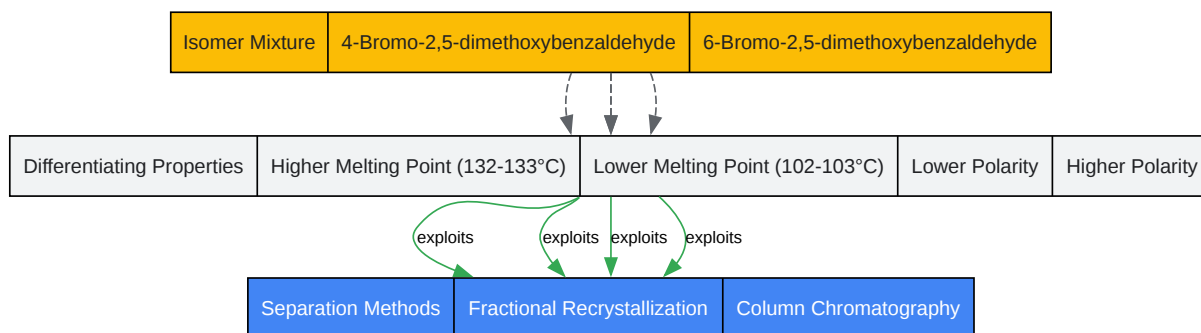 Isomer Mixture 4-Bromo-2,5-dimethoxybenzaldehyde 6-Bromo-2,5-dimethoxybenzaldehyde
Differentiating Properties Higher Melting Point (132-133°C) Lower Melting Point (102-103°C) Lower Polarity Higher Polarity
exploits exploits exploits exploits
Separation Methods Fractional Recrystallization Column Chromatography